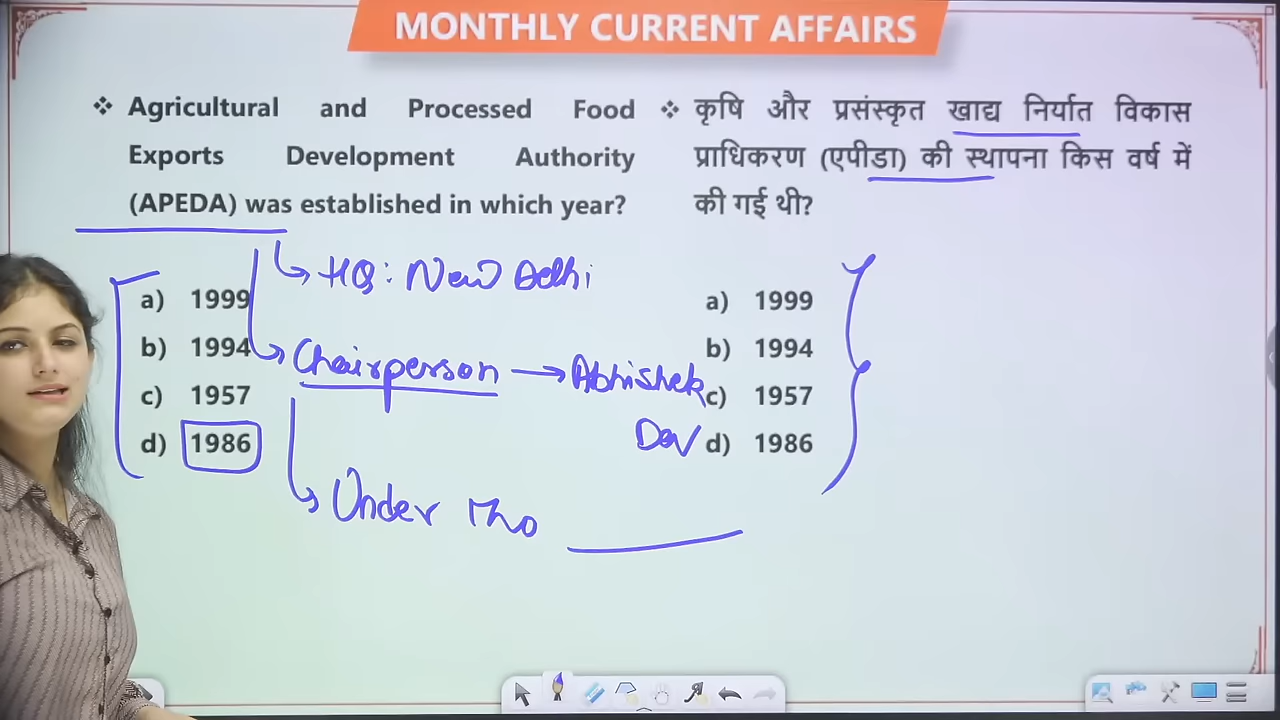 MONTHLY CURRENT AFFAIRS
❖ Agricultural and Processed Food
Exports Development Authority
(APEDA) was established in which year?
a) 1999
b) 1994
c) 1957
d) 1986
❖ कृषि और प्रसंस्कृत खाद्य निर्यात विकास
प्राधिकरण (एपीडा) की स्थापना किस वर्ष में
की गई थी?
a) 1999
b) 1994
c) 1957
d) 1986
HQ: New Delhi
Chairperson → Abhishek
Dev
Under